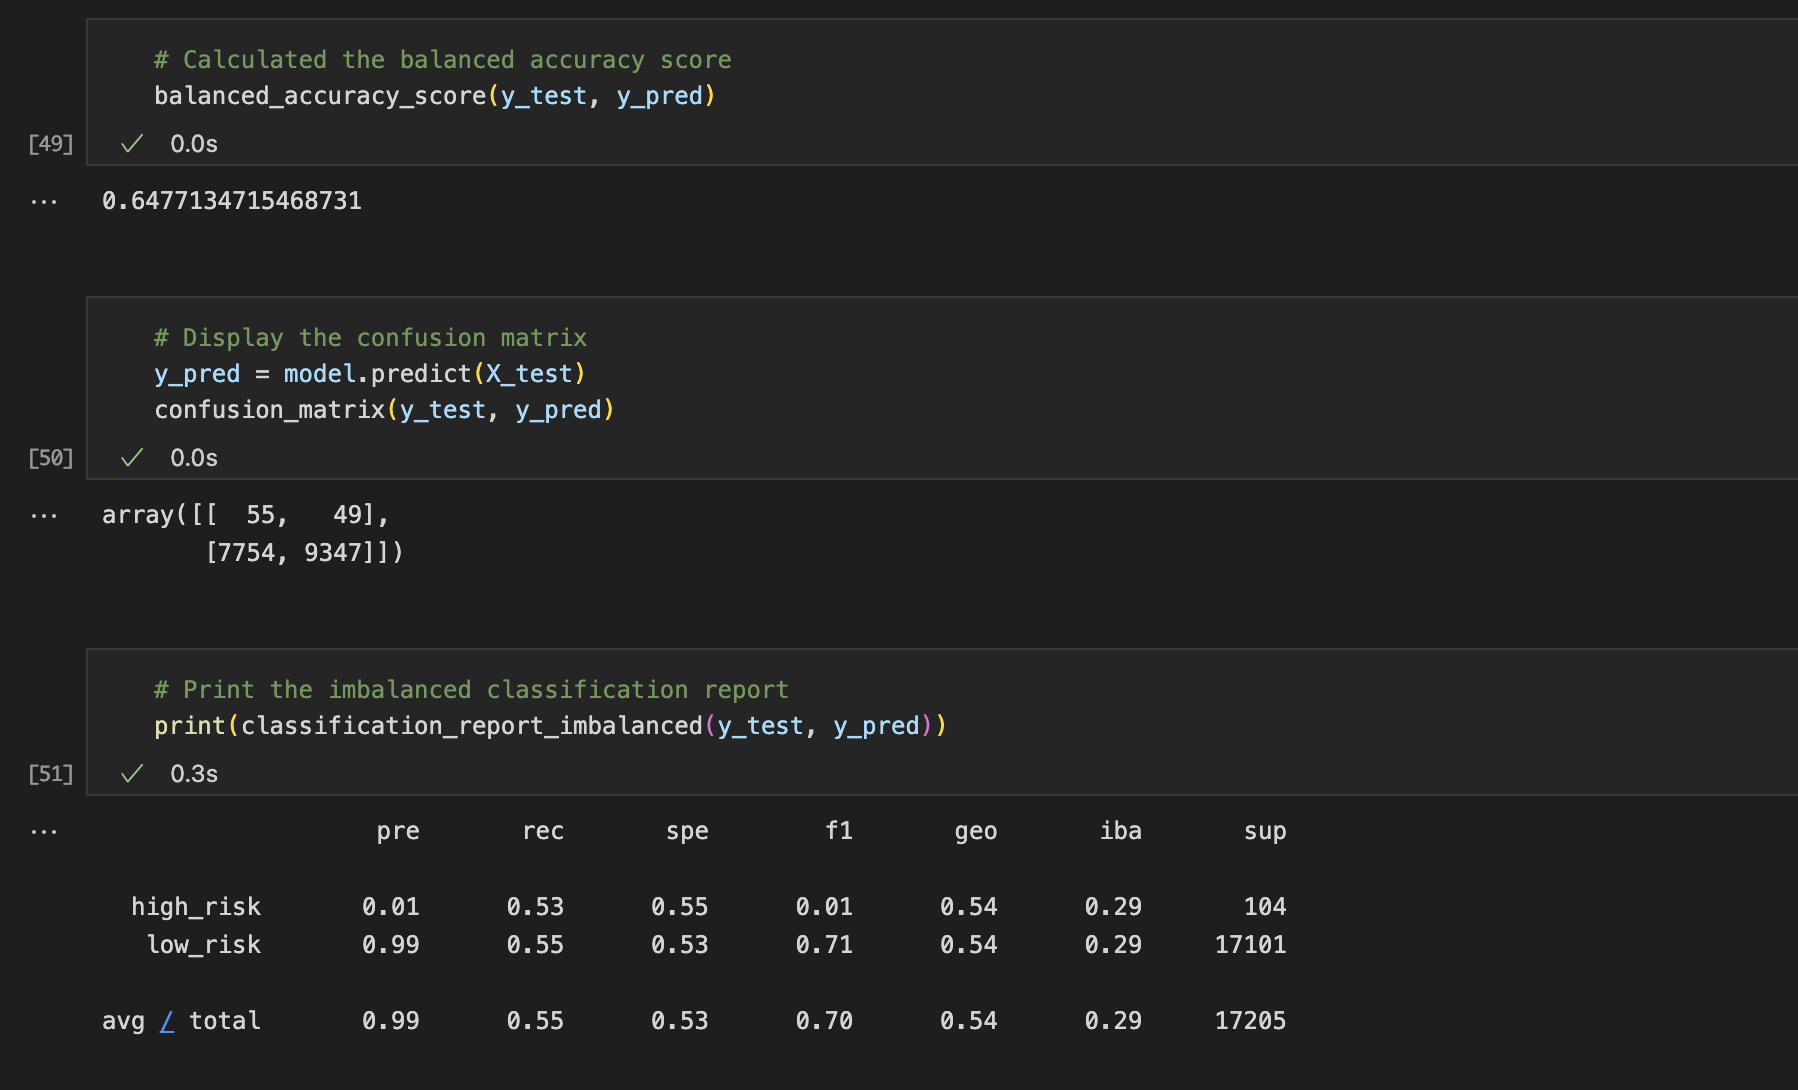 # Calculated the balanced accuracy score
balanced_accuracy_score(y_test, y_pred)
[49] ✓ 0.0s
... 0.6477134715468731
# Display the confusion matrix
y_pred = model.predict(X_test)
confusion_matrix(y_test, y_pred)
[50] ✓ 0.0s
... array([[  55,   49],
       [7754, 9347]])
# Print the imbalanced classification report
print(classification_report_imbalanced(y_test, y_pred))
[51] ✓ 0.3s
... pre rec spe f1 geo iba sup
high_risk 0.01 0.53 0.55 0.01 0.54 0.29 104
low_risk 0.99 0.55 0.53 0.71 0.54 0.29 17101
avg / total 0.99 0.55 0.53 0.70 0.54 0.29 17205